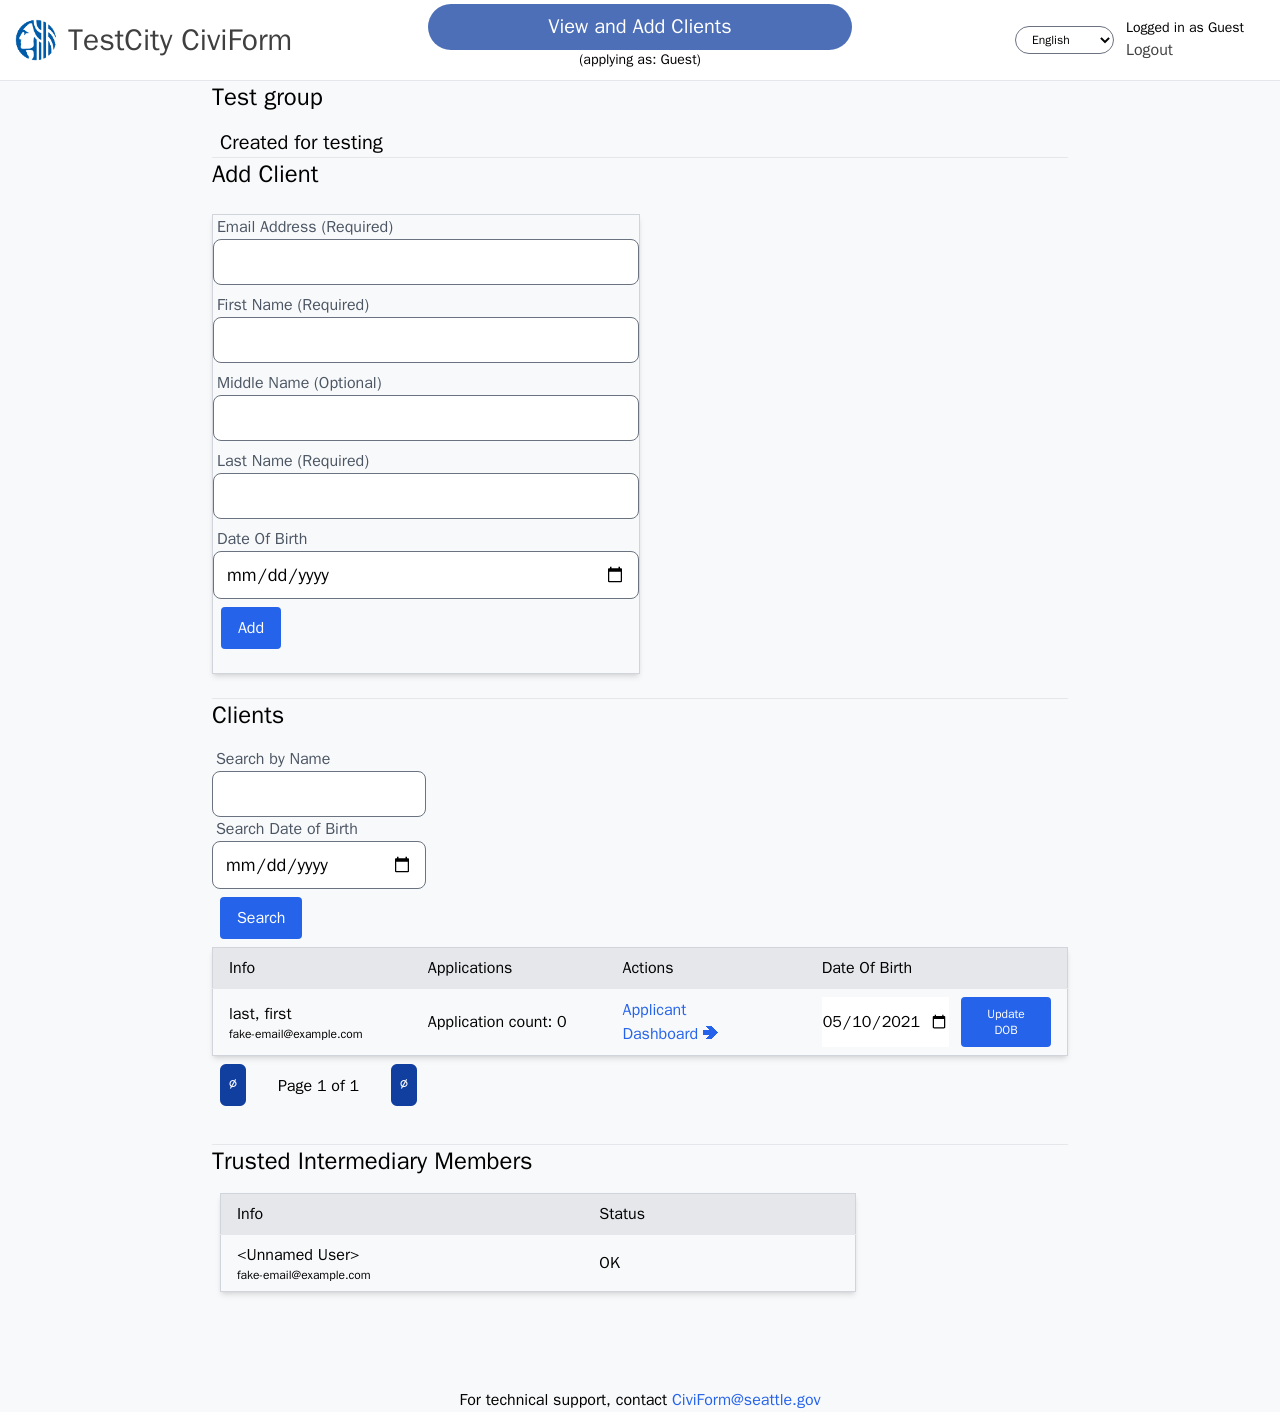 TestCity CiviForm
View and Add Clients
(applying as: Guest)
English
Logged in as Guest
Logout
Test group
Created for testing
Add Client
Email Address (Required)
First Name (Required)
Middle Name (Optional)
Last Name (Required)
Date Of Birth
mm/dd/yyyy
Add
Clients
Search by Name
Search Date of Birth
mm/dd/yyyy
Search
Info Applications Actions Date Of Birth
last, first
fake-email@example.com
Application count: 0
Applicant
Dashboard 🡺
05/10/2021
Update
DOB
∅ Page 1 of 1 ∅
Trusted Intermediary Members
Info Status
<Unnamed User>
fake-email@example.com
OK
For technical support, contact CiviForm@seattle.gov